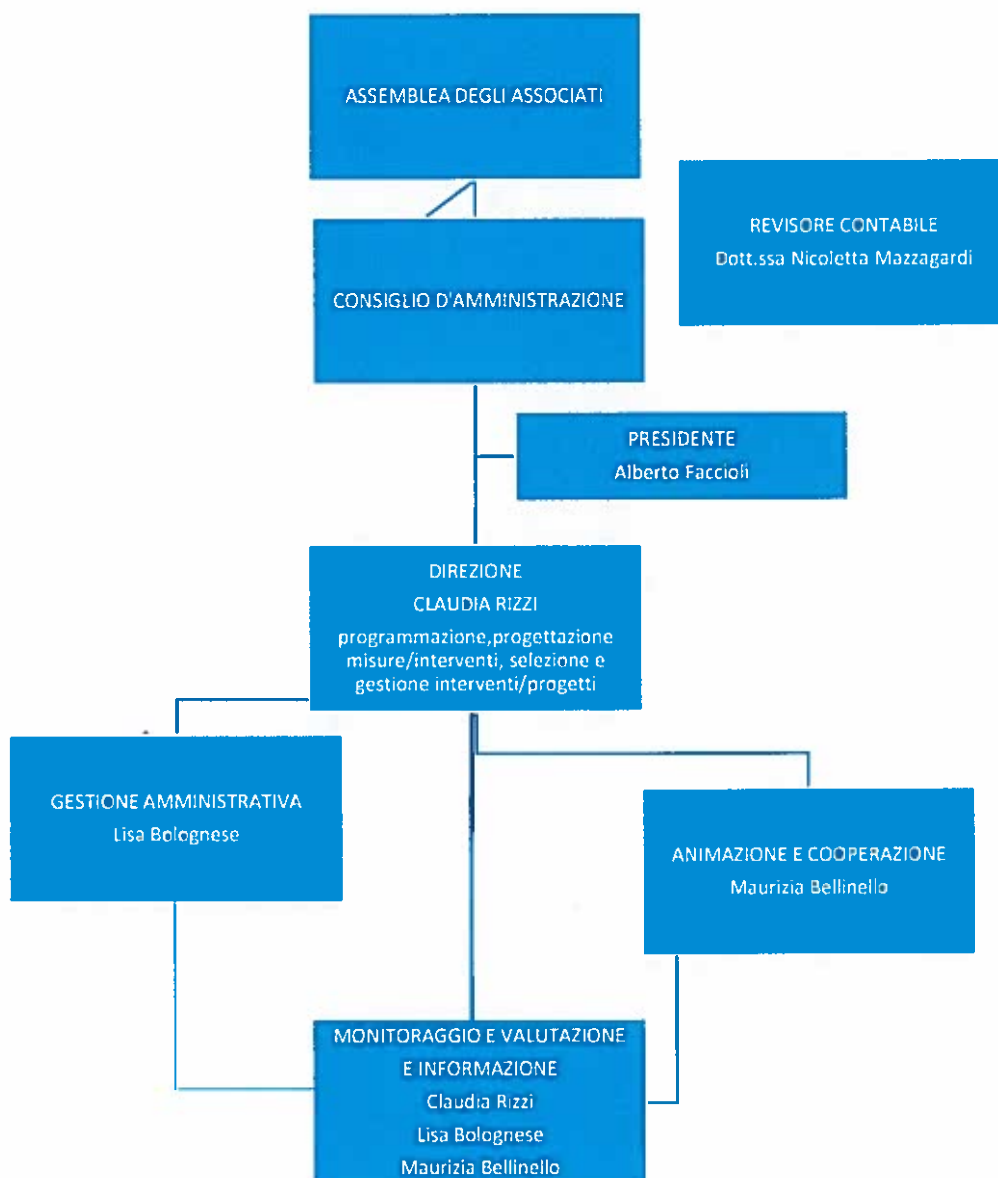 ASSEMBLEA DEGLI ASSOCIATI
REVISORE CONTABILE
Dott.ssa Nicoletta Mazzagardi
CONSIGLIO D'AMMINISTRAZIONE
PRESIDENTE
Alberto Faccioli
DIREZIONE
CLAUDIA RIZZI
programmazione,progettazione
misure/interventi, selezione e
gestione interventi/progetti
GESTIONE AMMINISTRATIVA
Lisa Bolognese
ANIMAZIONE E COOPERAZIONE
Maurizia Bellinello
MONITORAGGIO E VALUTAZIONE
E INFORMAZIONE
Claudia Rizzi
Lisa Bolognese
Maurizia Bellinello